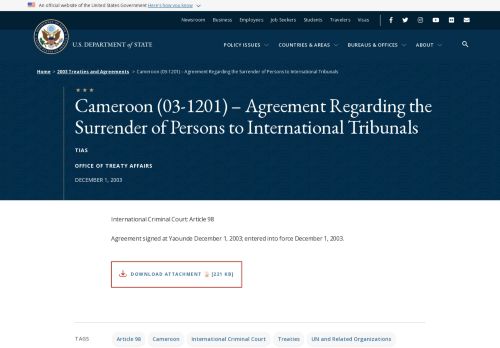 An official website of the United States Government Here's how you know
Newsroom Business Employees Job Seekers Students Travelers Visas
U.S. DEPARTMENT of STATE
POLICY ISSUES COUNTRIES & AREAS BUREAUS & OFFICES ABOUT
Home > 2003 Treaties and Agreements > Cameroon (03-1201) – Agreement Regarding the Surrender of Persons to International Tribunals
Cameroon (03-1201) – Agreement Regarding the
Surrender of Persons to International Tribunals
TIAS
OFFICE OF TREATY AFFAIRS
DECEMBER 1, 2003
International Criminal Court: Article 98
Agreement signed at Yaounde December 1, 2003; entered into force December 1, 2003.
DOWNLOAD ATTACHMENT [221 KB]
TAGS Article 98 Cameroon International Criminal Court Treaties UN and Related Organizations